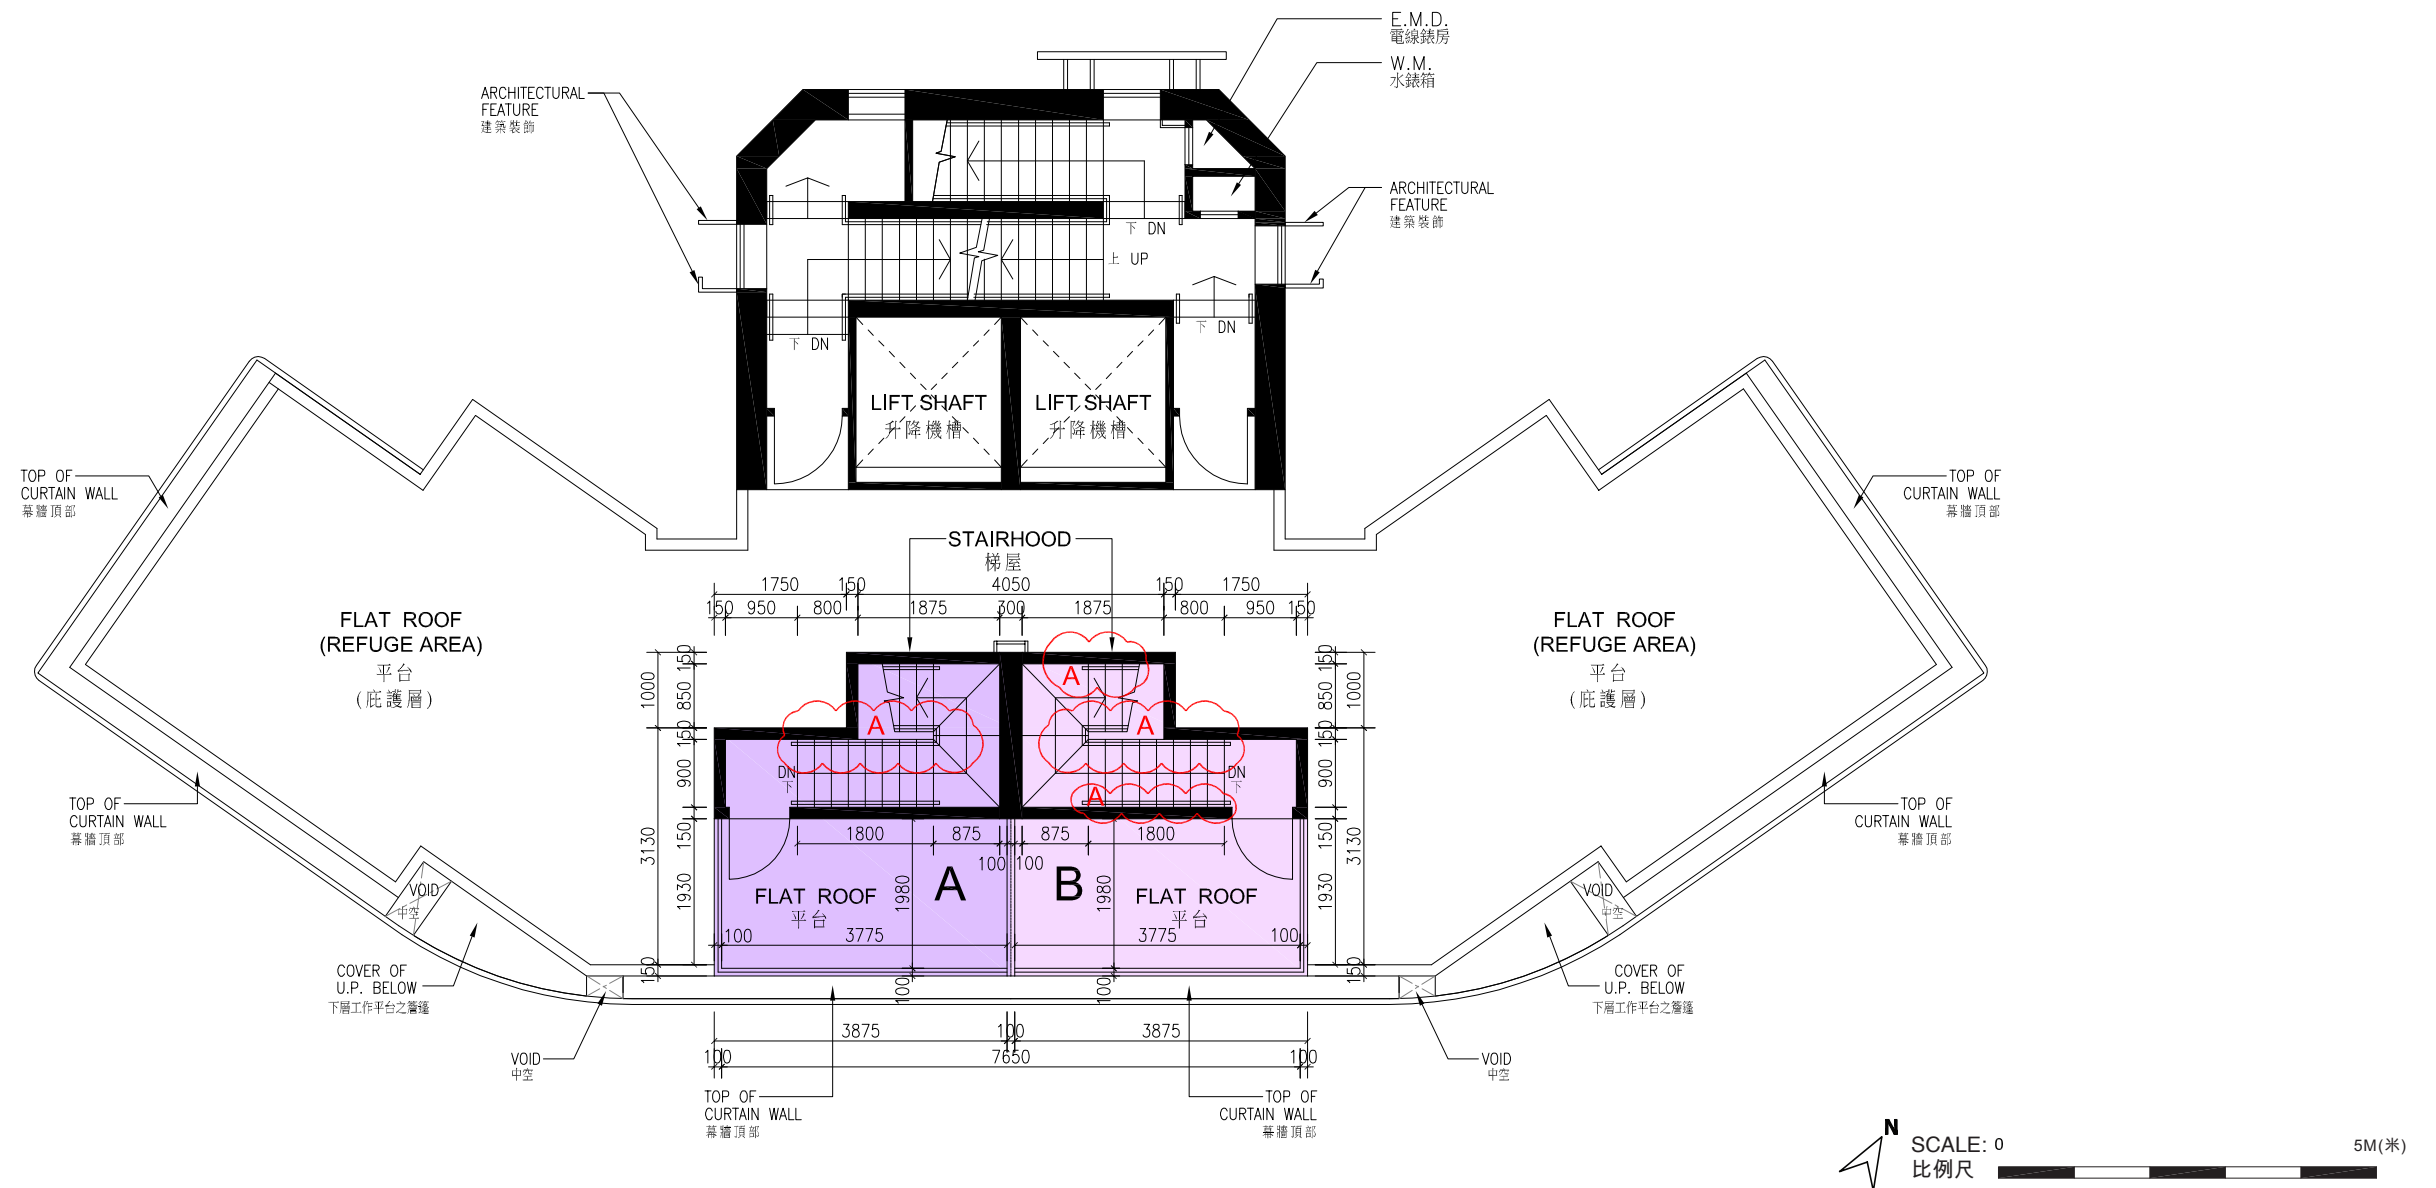 E.M.D.
電線錶房
W.M.
水錶箱
ARCHITECTURAL
FEATURE
建築裝飾
ARCHITECTURAL
FEATURE
建築裝飾
下 DN
上 UP
下 DN
下 DN
LIFT SHAFT
升降機槽
LIFT SHAFT
升降機槽
TOP OF
CURTAIN WALL
幕牆頂部
TOP OF
CURTAIN WALL
幕牆頂部
STAIRHOOD
梯屋
1750 150 4050 150 1750
150 950 800 1875 300 1875 800 950 150
FLAT ROOF
(REFUGE AREA)
平台
(庇護層)
FLAT ROOF
(REFUGE AREA)
平台
(庇護層)
1000
150
850
150
900
150
3130
1930
150
150
850
150
900
150
1000
1930
3130
150
A
A
A
A
DN
下
DN
下
1800 875 875 1800
100 100
1980
1980
A
B
FLAT ROOF
平台
FLAT ROOF
平台
100 3775 3775 100
100
100
TOP OF
CURTAIN WALL
幕牆頂部
TOP OF
CURTAIN WALL
幕牆頂部
VOID
中空
VOID
中空
COVER OF
U.P. BELOW
下層工作平台之簷篷
COVER OF
U.P. BELOW
下層工作平台之簷篷
3875 100 3875
100 7650 100
VOID
中空
VOID
中空
TOP OF
CURTAIN WALL
幕牆頂部
TOP OF
CURTAIN WALL
幕牆頂部
N
SCALE: 0 5M(米)
比例尺